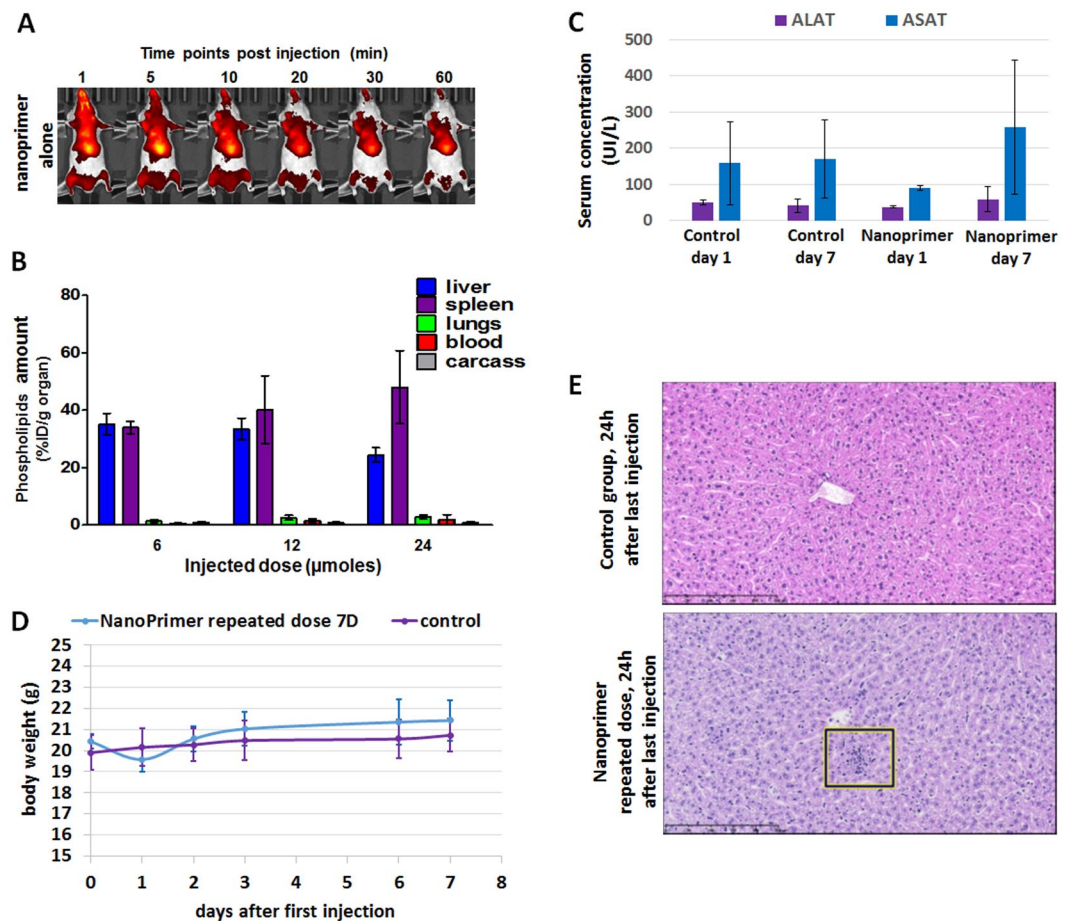 A
Time points post injection (min)
1 5 10 20 30 60
nanoprimer
alone
B
80
60
40
20
0
Phospholipids amount
(%ID/g organ)
liver
spleen
lungs
blood
carcass
6 12 24
Injected dose (µmoles)
C
ALAT ASAT
500
400
300
200
100
0
Serum concentration
(UI/L)
Control
day 1
Control
day 7
Nanoprimer
day 1
Nanoprimer
day 7
D
NanoPrimer repeated dose 7D control
25
24
23
22
21
20
19
18
17
16
15
body weight (g)
0 1 2 3 4 5 6 7 8
days after first injection
E
Control group, 24h
after last injection
Nanoprimer
repeated dose, 24h
after last injection